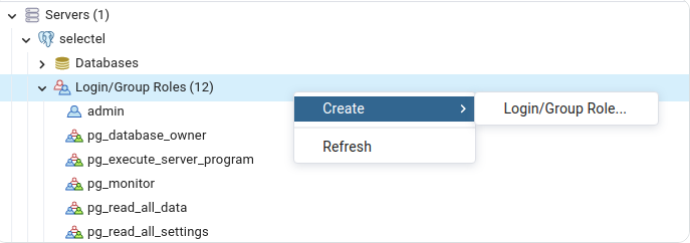 Servers (1)
selectel
Databases
Login/Group Roles (12)
admin
Create
Login/Group Role...
pg_database_owner
Refresh
pg_execute_server_program
pg_monitor
pg_read_all_data
pg_read_all_settings